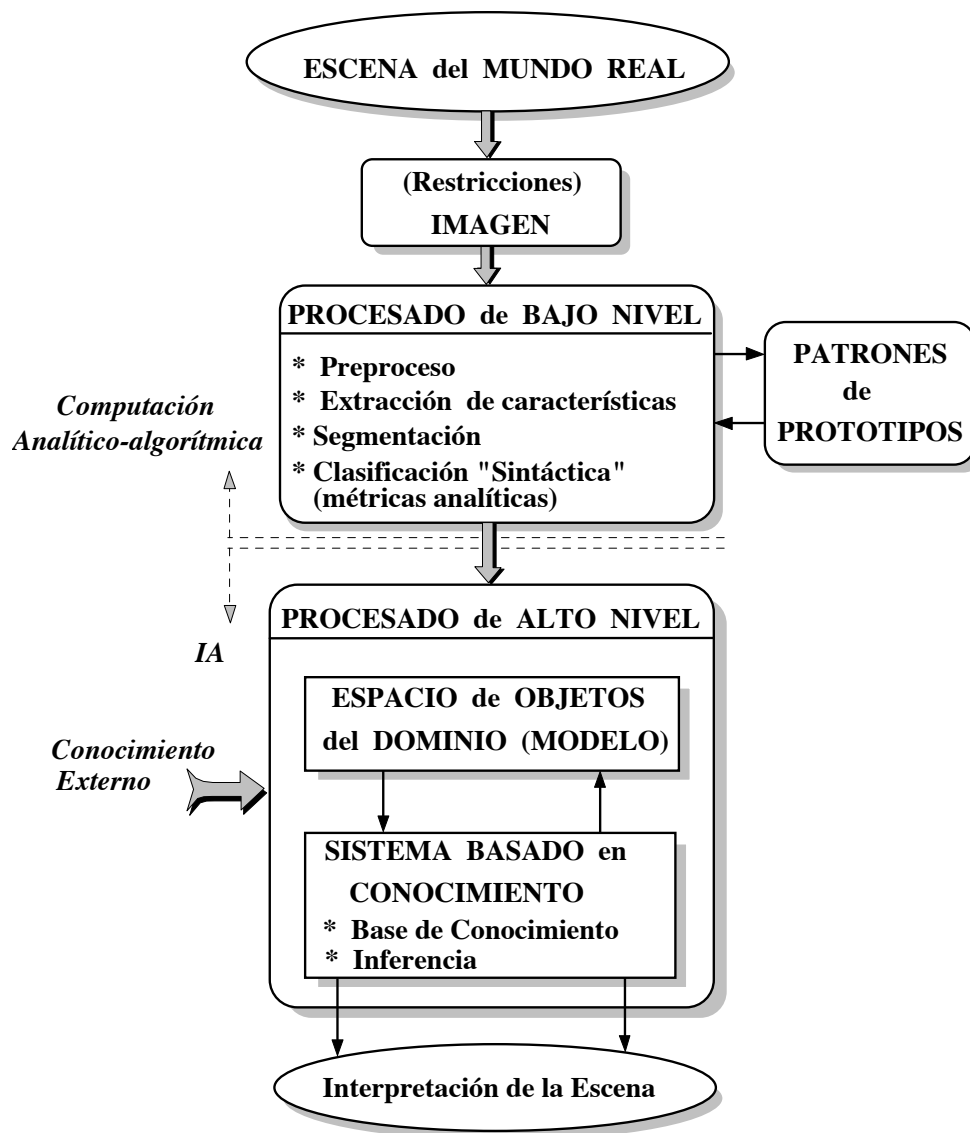 ESCENA del MUNDO REAL
(Restricciones)
IMAGEN
PROCESADO de BAJO NIVEL
* Preproceso
* Extracción de característícas
* Segmentación
* Clasificación "Sintáctica"
(métricas analíticas)
PATRONES
de
PROTOTIPOS
Computación
Analítico-algorítmica
IA
PROCESADO de ALTO NIVEL
ESPACIO de OBJETOS
del DOMINIO (MODELO)
Conocimiento
Externo
SISTEMA BASADO en
CONOCIMIENTO
* Base de Conocimiento
* Inferencia
Interpretación de la Escena